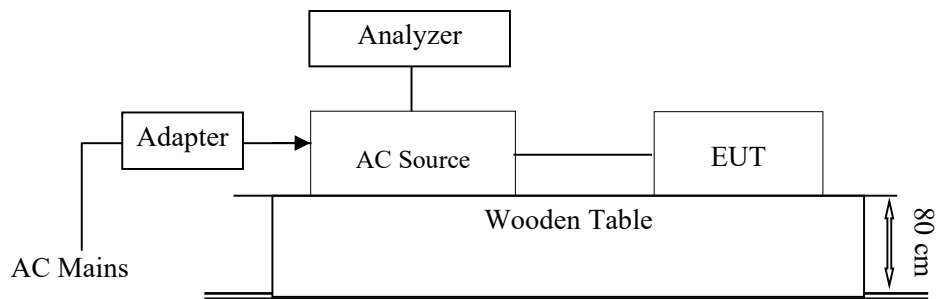 Analyzer
Adapter
AC Source
EUT
Wooden Table
80 cm
AC Mains